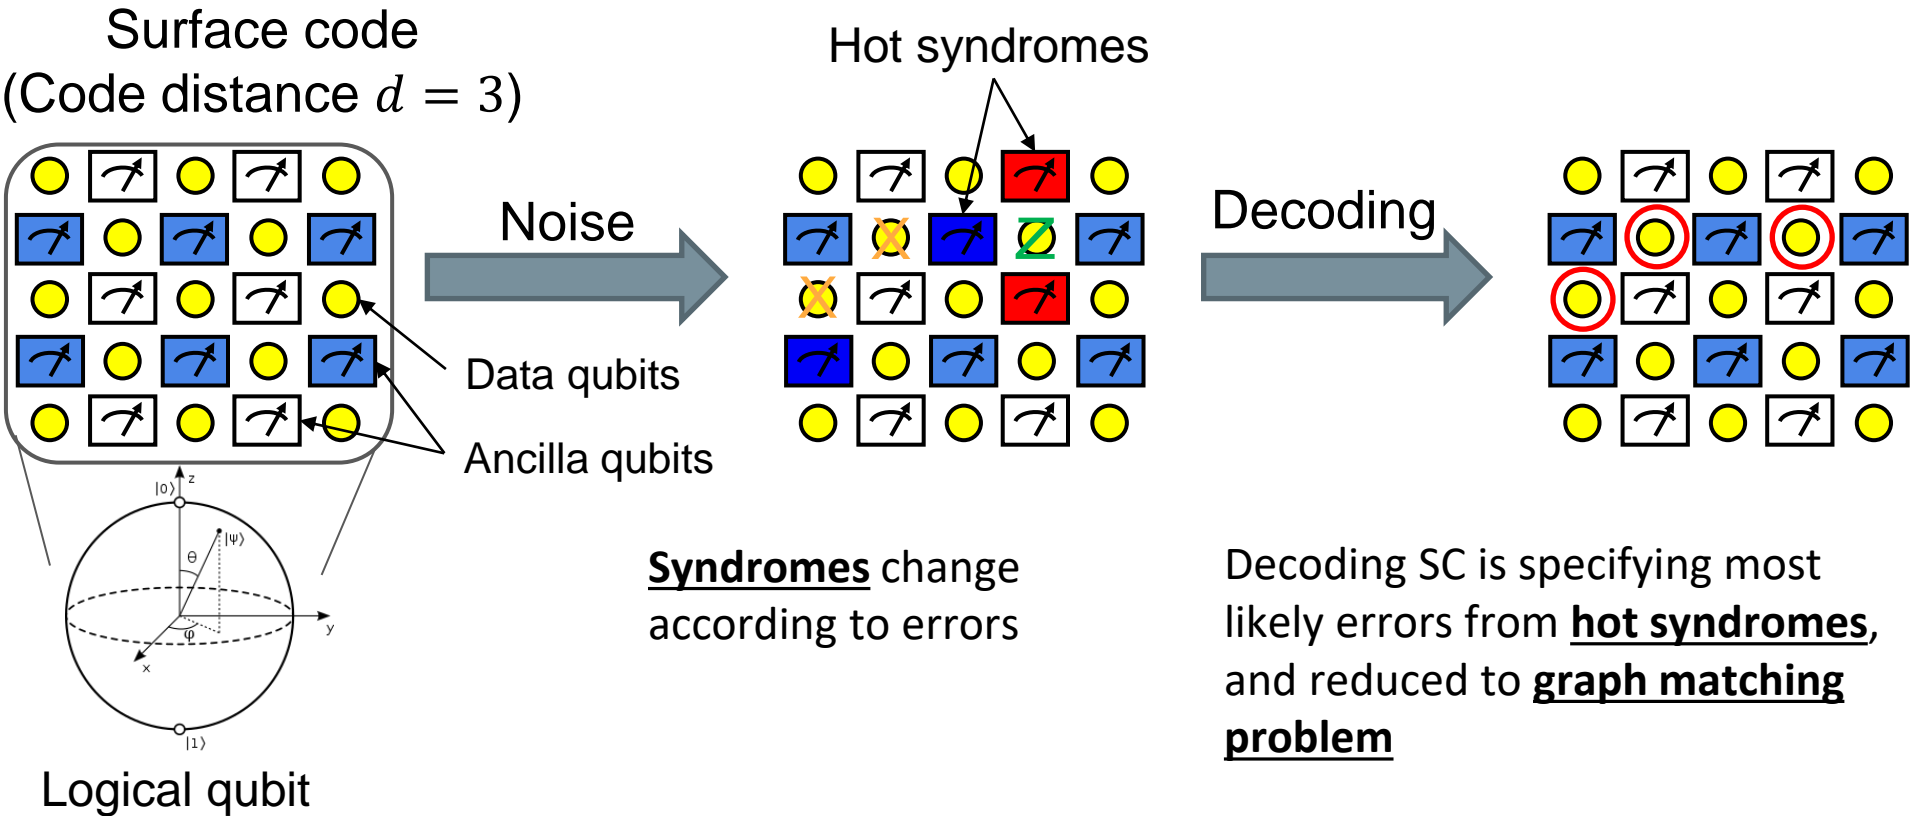 Surface code
(Code distance d = 3)
Hot syndromes
Noise
Decoding
X
Z
X
Data qubits
Ancilla qubits
|0⟩
z
θ
|ψ⟩
φ
y
x
|1⟩
Logical qubit
Syndromes change
according to errors
Decoding SC is specifying most
likely errors from hot syndromes,
and reduced to graph matching
problem